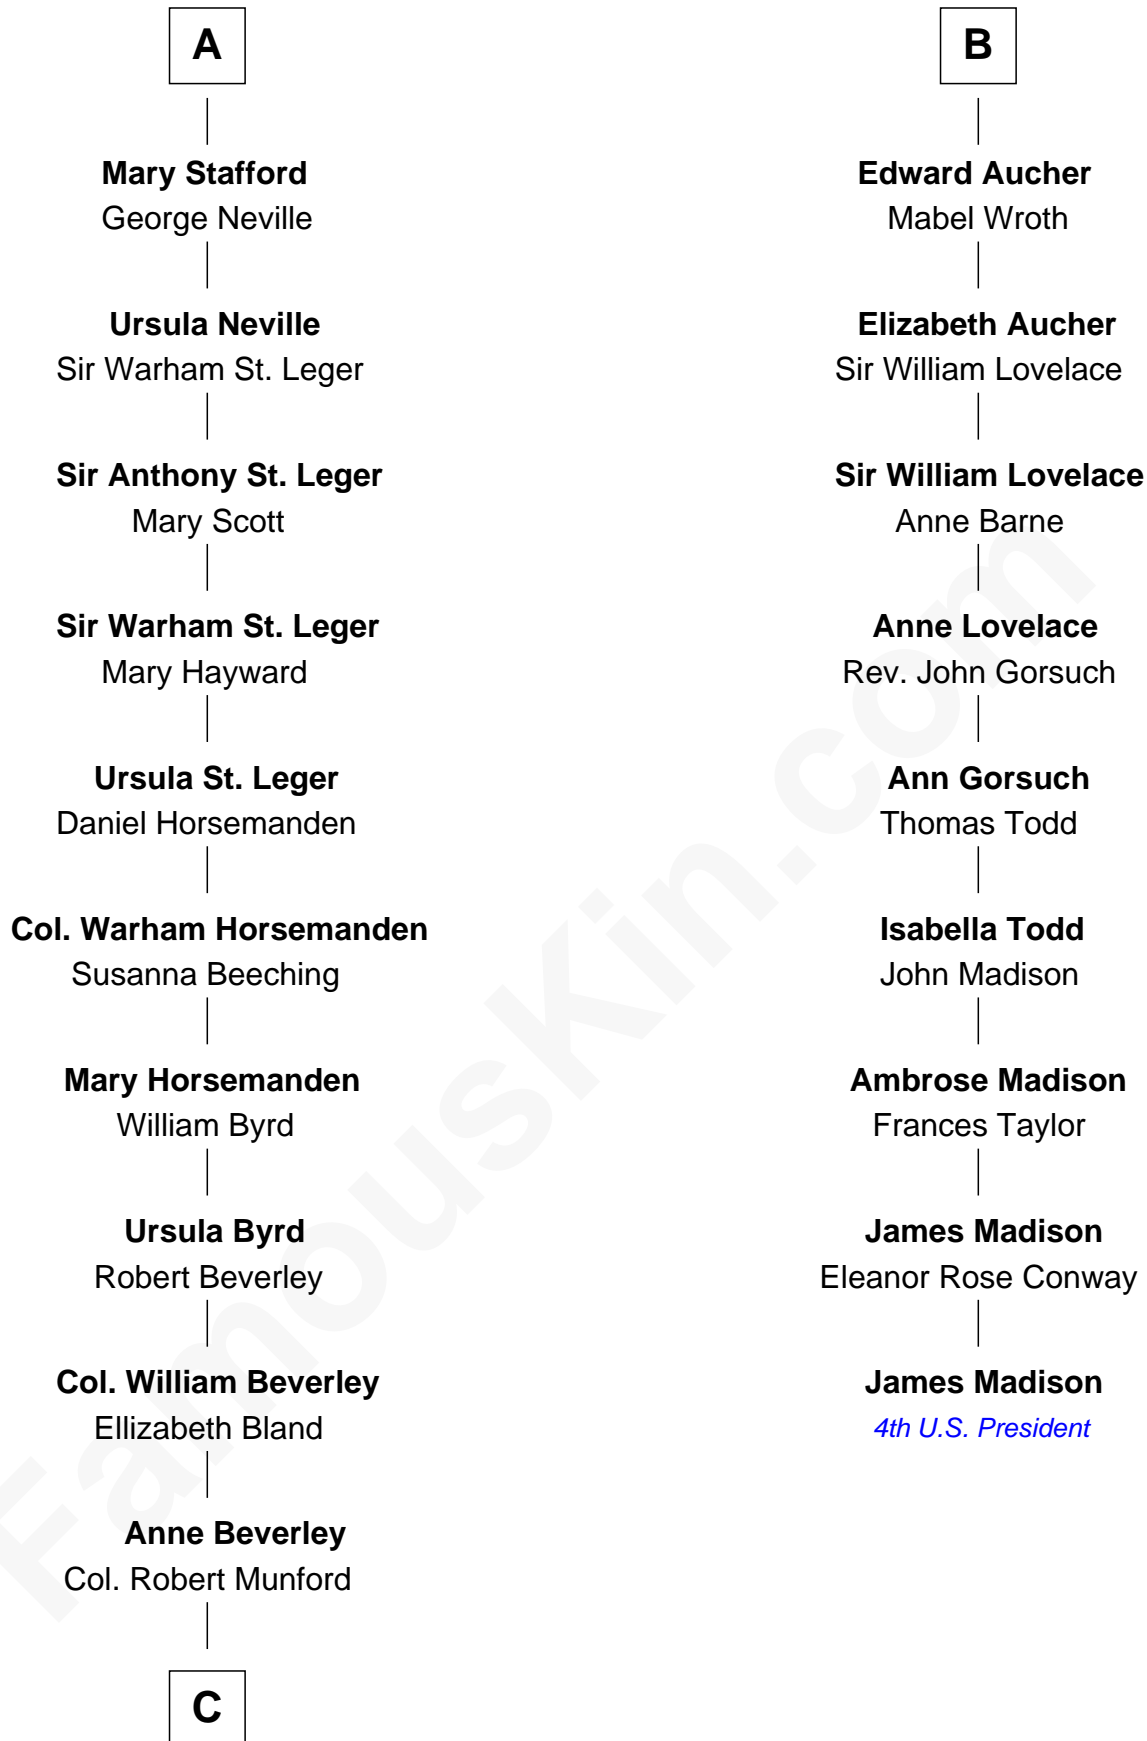 A
Mary Stafford
George Neville
Ursula Neville
Sir Warham St. Leger
Sir Anthony St. Leger
Mary Scott
Sir Warham St. Leger
Mary Hayward
Ursula St. Leger
Daniel Horsemanden
Col. Warham Horsemanden
Susanna Beeching
Mary Horsemanden
William Byrd
Ursula Byrd
Robert Beverley
Col. William Beverley
Ellizabeth Bland
Anne Beverley
Col. Robert Munford
C
B
Edward Aucher
Mabel Wroth
Elizabeth Aucher
Sir William Lovelace
Sir William Lovelace
Anne Barne
Anne Lovelace
Rev. John Gorsuch
Ann Gorsuch
Thomas Todd
Isabella Todd
John Madison
Ambrose Madison
Frances Taylor
James Madison
Eleanor Rose Conway
James Madison
4th U.S. President
FamousKin.com